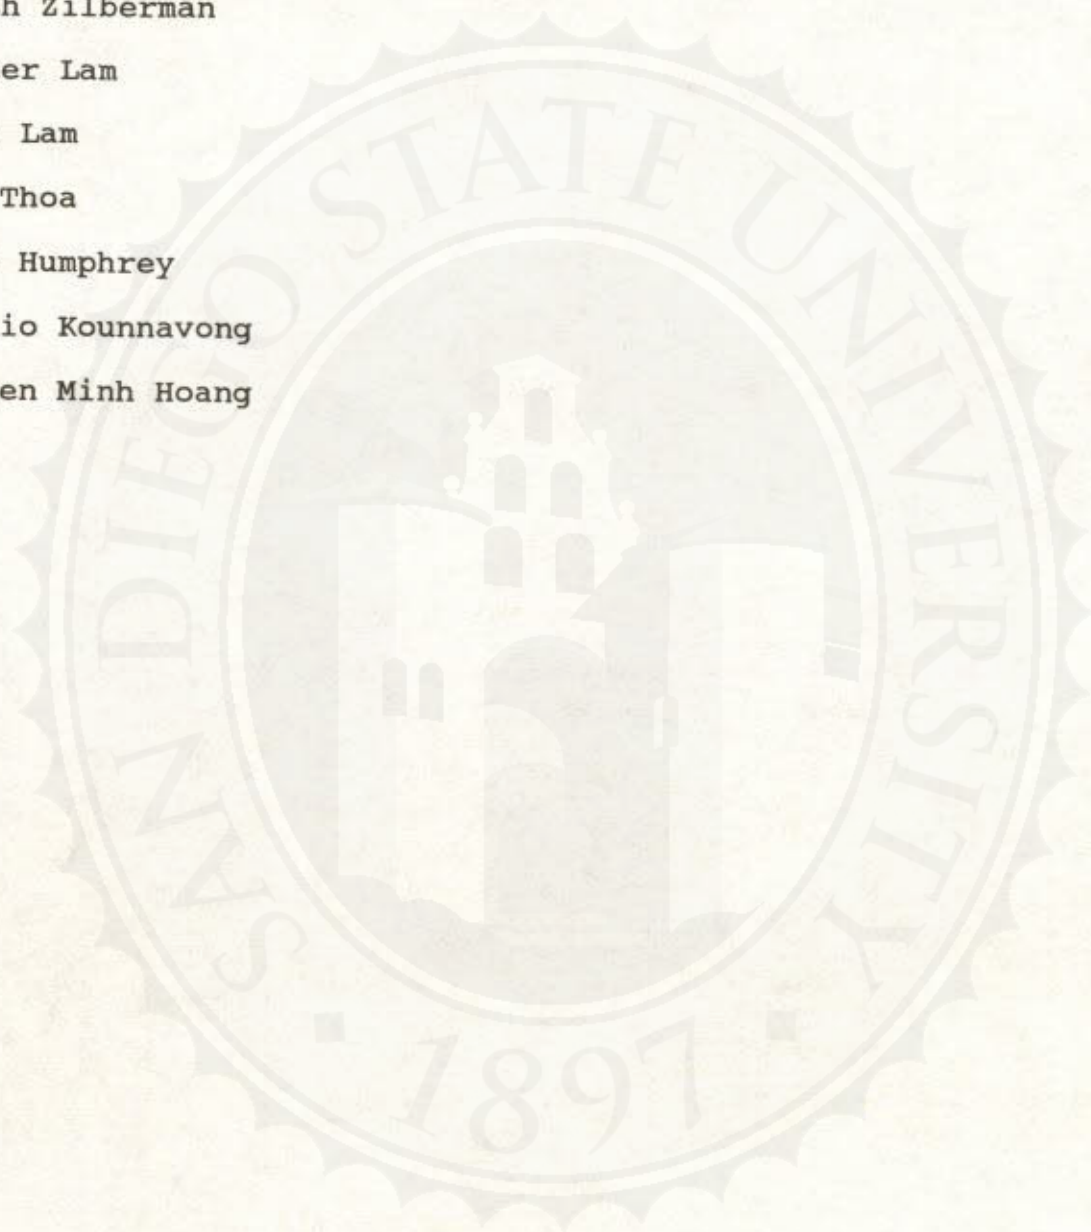 h Zilberman
er Lam
Lam
Thoa
Humphrey
io Kounnavong
en Minh Hoang
SAN DIEGO STATE UNIVERSITY
1897